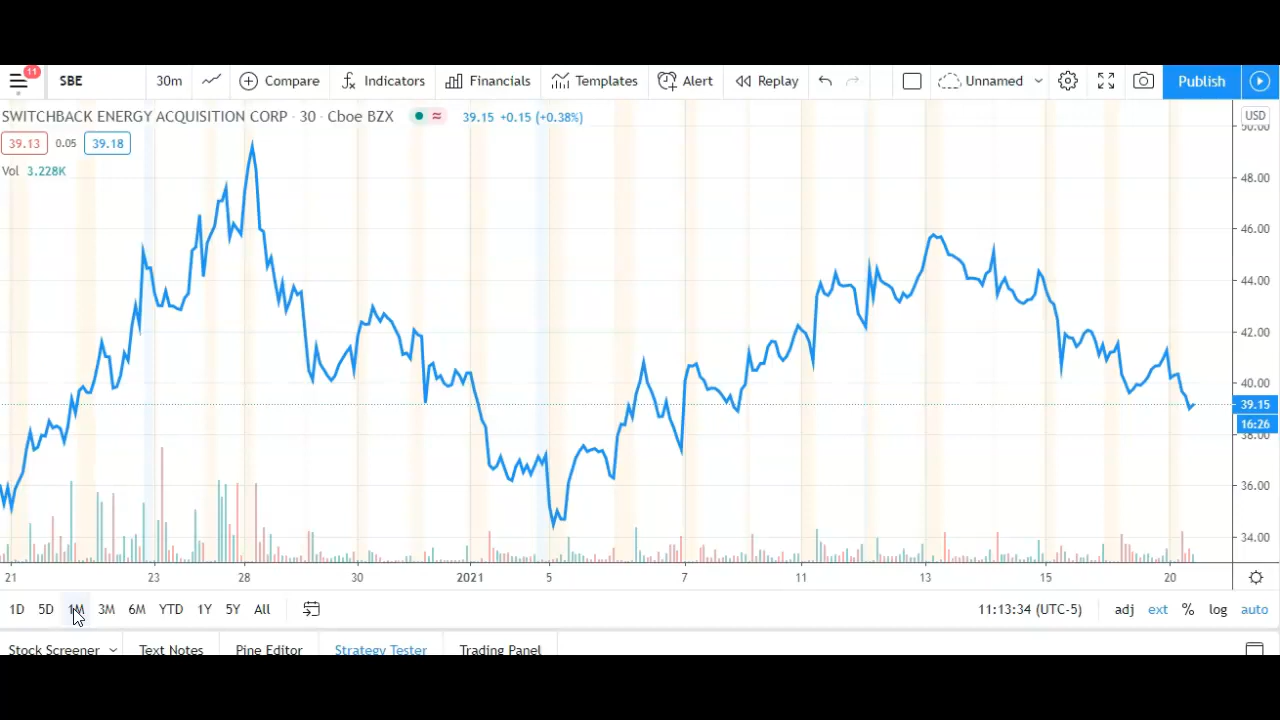 11
SBE 30m Compare Indicators Financials Templates Alert Replay Unnamed Publish
SWITCHBACK ENERGY ACQUISITION CORP · 30 · Cboe BZX ≈ 39.15 +0.15 (+0.38%) USD
39.13 0.05 39.18
Vol 3.228K
50.00
48.00
46.00
44.00
42.00
40.00
39.15
16:26
38.00
36.00
34.00
21 23 28 30 2021 5 7 11 13 15 20
1D 5D 1M 3M 6M YTD 1Y 5Y All 11:13:34 (UTC-5) adj ext % log auto
Stock Screener Text Notes Pine Editor Strategy Tester Trading Panel